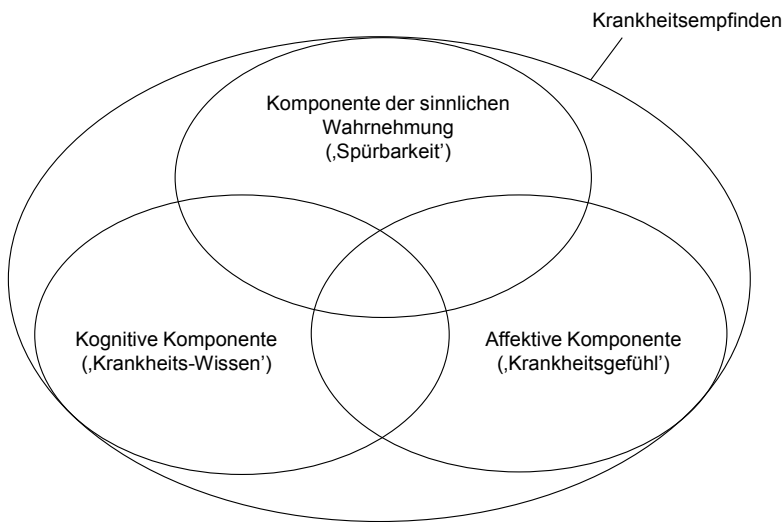 Krankheitsempfinden
Komponente der sinnlichen
Wahrnehmung
(‚Spürbarkeit’)
Kognitive Komponente
(‚Krankheits-Wissen’)
Affektive Komponente
(‚Krankheitsgefühl’)